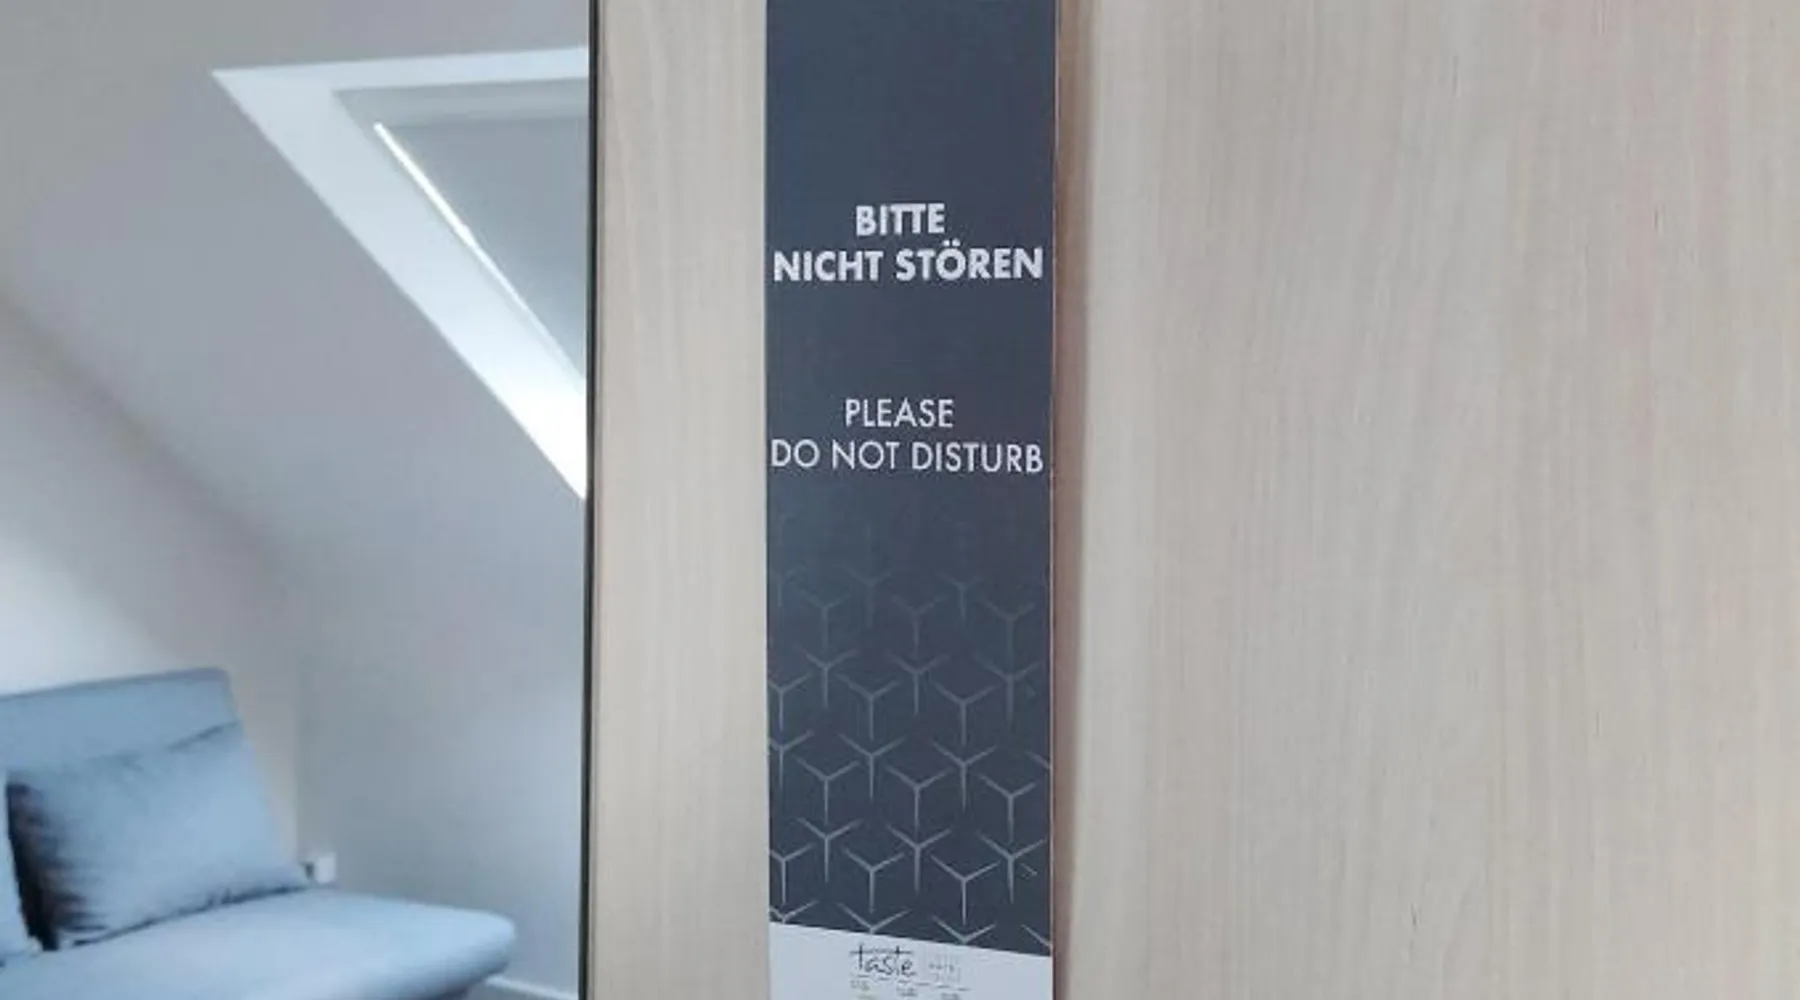 BITTE
NICHT STÖREN
PLEASE
DO NOT DISTURB
taste